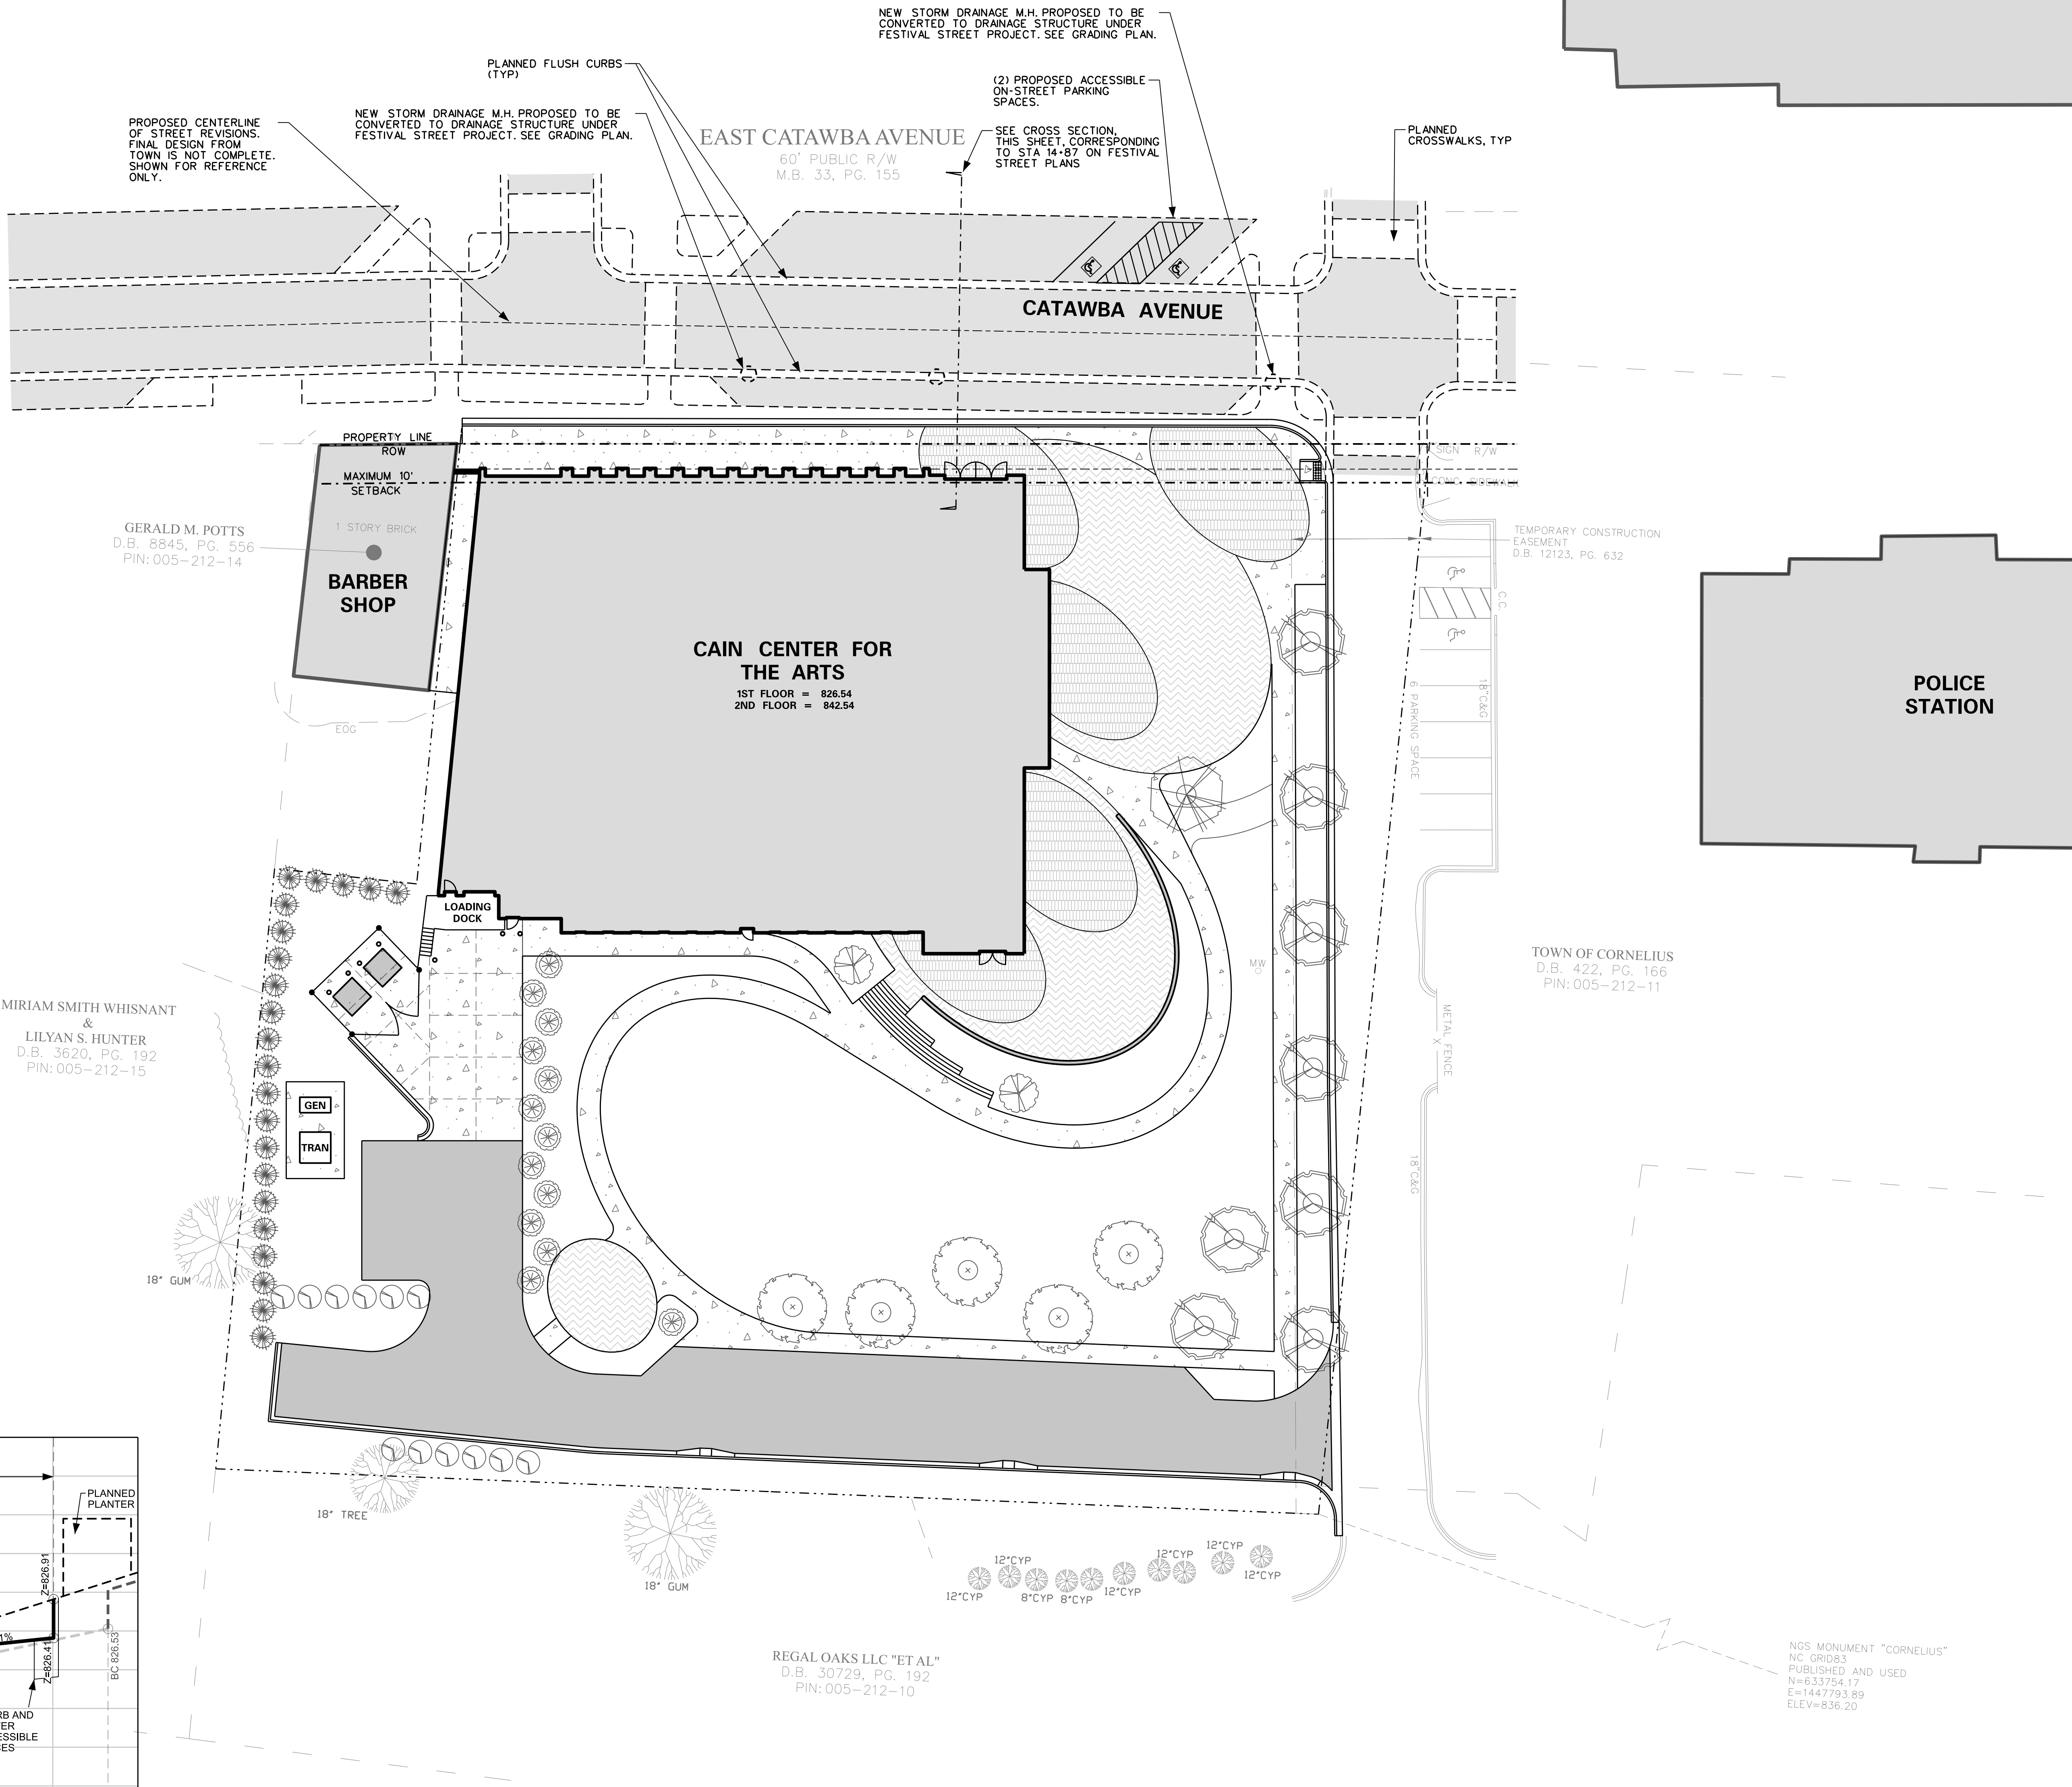 NEW STORM DRAINAGE M.H. PROPOSED TO BE
CONVERTED TO DRAINAGE STRUCTURE UNDER
FESTIVAL STREET PROJECT. SEE GRADING PLAN.
PLANNED FLUSH CURBS
(TYP)
(2) PROPOSED ACCESSIBLE
ON-STREET PARKING
SPACES.
PROPOSED CENTERLINE
OF STREET REVISIONS.
FINAL DESIGN FROM
TOWN IS NOT COMPLETE.
SHOWN FOR REFERENCE
ONLY.
NEW STORM DRAINAGE M.H. PROPOSED TO BE
CONVERTED TO DRAINAGE STRUCTURE UNDER
FESTIVAL STREET PROJECT. SEE GRADING PLAN.
EAST CATAWBA AVENUE
60' PUBLIC R/W
M.B. 33, PG. 155
SEE CROSS SECTION,
THIS SHEET, CORRESPONDING
TO STA 14+87 ON FESTIVAL
STREET PLANS
PLANNED
CROSSWALKS, TYP
CATAWBA AVENUE
PROPERTY LINE
ROW
MAXIMUM 10'
SETBACK
SIGN R/W
CONC. SIDEWALK
1 STORY BRICK
GERALD M. POTTS
D.B. 8845, PG. 556
PIN: 005-212-14
BARBER
SHOP
EOG
TEMPORARY CONSTRUCTION
EASEMENT
D.B. 12123, PG. 632
C.C.
CAIN CENTER FOR
THE ARTS
1ST FLOOR = 826.54
2ND FLOOR = 842.54
6 PARKING SPACE
18"C&G
POLICE
STATION
LOADING
DOCK
MW
TOWN OF CORNELIUS
D.B. 422, PG. 166
PIN: 005-212-11
METAL FENCE
X
MIRIAM SMITH WHISNANT
&
LILYAN S. HUNTER
D.B. 3620, PG. 192
PIN: 005-212-15
GEN
TRAN
18"C&G
18" GUM
18" TREE
18" GUM
12"CYP
12"CYP
8"CYP
8"CYP
12"CYP
12"CYP
12"CYP
12"CYP
PLANNED
PLANTER
Z=826.91
1%
Z=826.41
BC 826.53
RB AND
TER
ESSIBLE
CES
REGAL OAKS LLC "ET AL"
D.B. 30729, PG. 192
PIN: 005-212-10
NGS MONUMENT "CORNELIUS"
NC GRID83
PUBLISHED AND USED
N=633754.17
E=1447793.89
ELEV=836.20